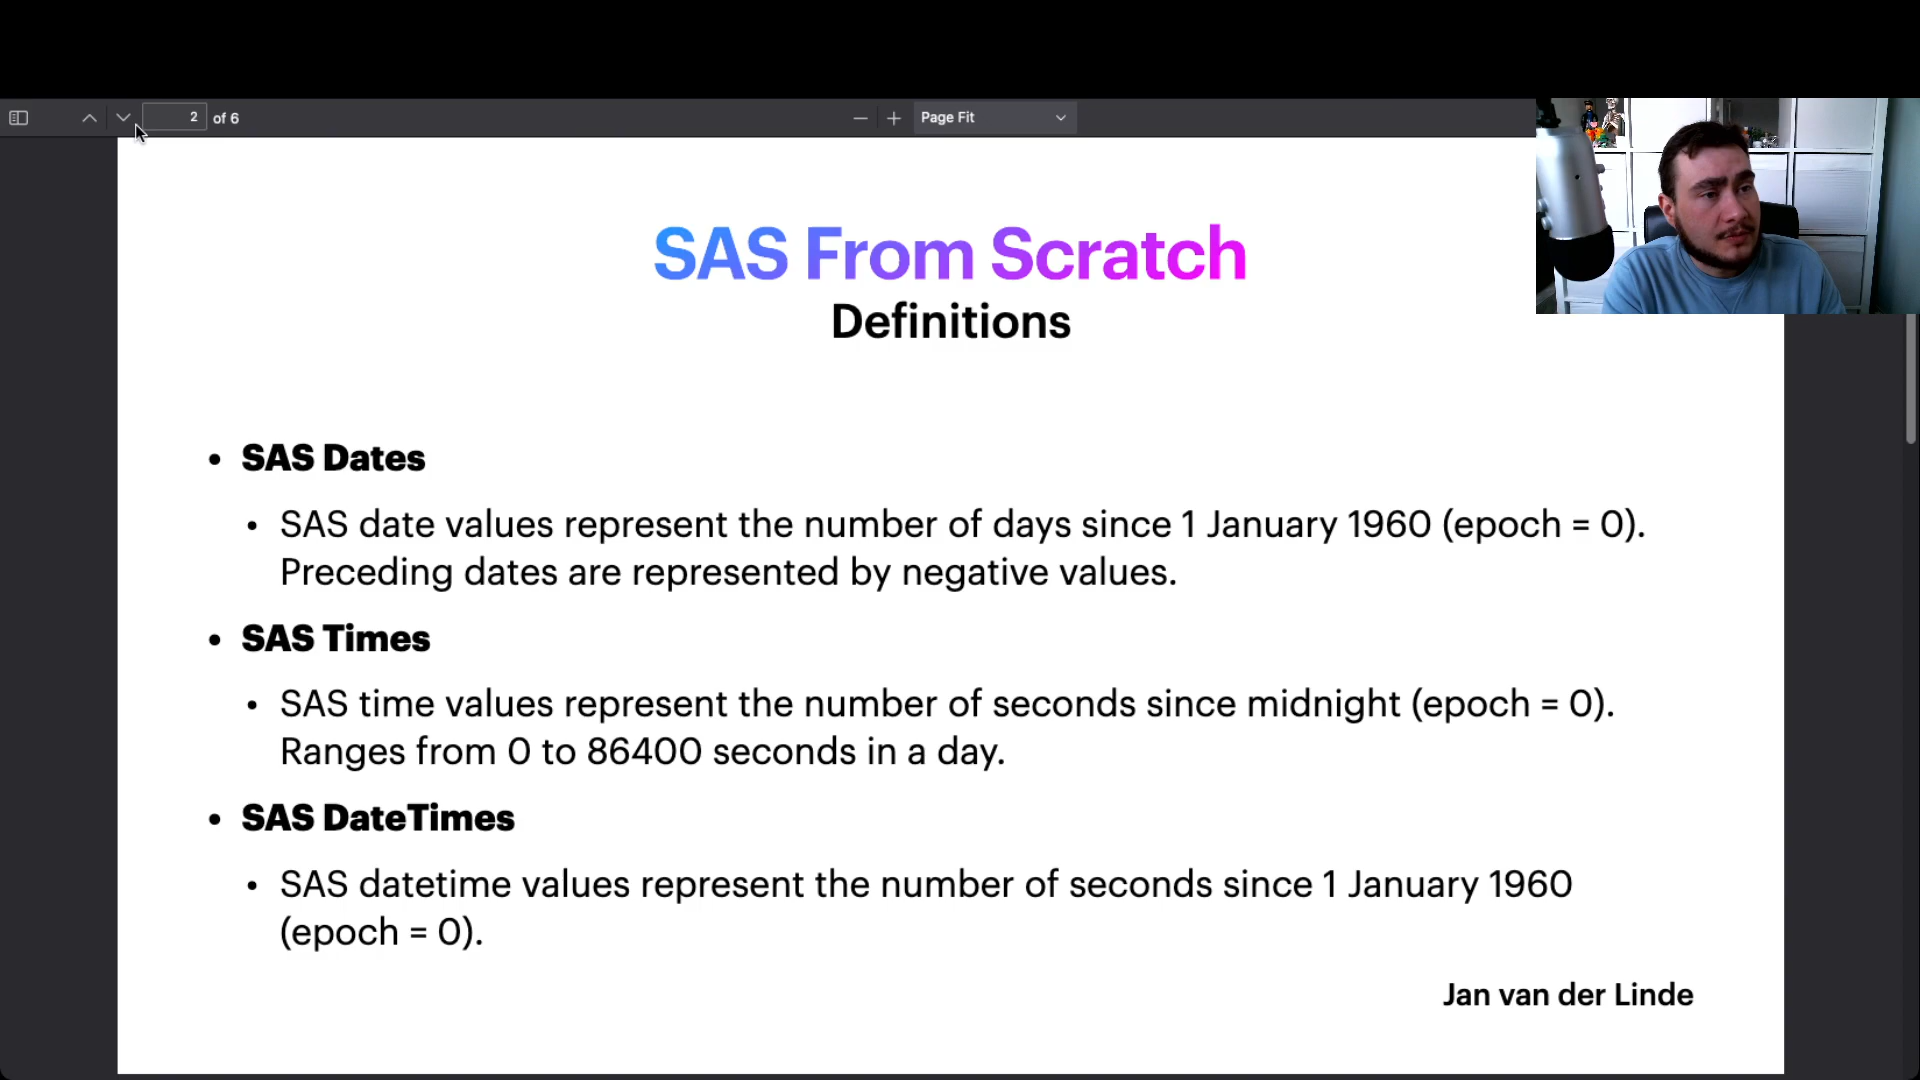 2 of 6
Page Fit
SAS From Scratch
Definitions
• SAS Dates
• SAS date values represent the number of days since 1 January 1960 (epoch = 0).
Preceding dates are represented by negative values.
• SAS Times
• SAS time values represent the number of seconds since midnight (epoch = 0).
Ranges from 0 to 86400 seconds in a day.
• SAS DateTimes
• SAS datetime values represent the number of seconds since 1 January 1960
(epoch = 0).
Jan van der Linde